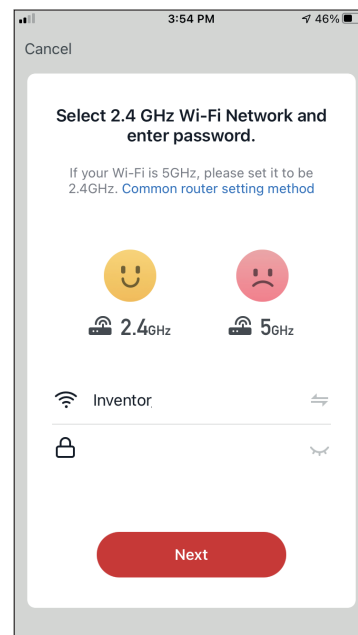 3:54 PM
46%
Cancel
Select 2.4 GHz Wi-Fi Network and
enter password.
If your Wi-Fi is 5GHz, please set it to be
2.4GHz. Common router setting method
2.4GHz 5GHz
Inventor
Next